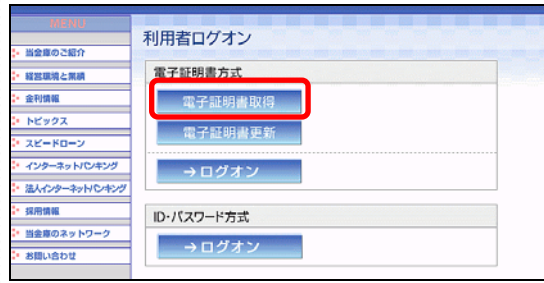 MENU
当金庫のご紹介
経営環境と業績
金利情報
トピックス
スピードローン
インターネットバンキング
法人インターネットバンキング
採用情報
当金庫のネットワーク
お問い合わせ
利用者ログオン
電子証明書方式
電子証明書取得
電子証明書更新
→ログオン
ID・パスワード方式
→ログオン